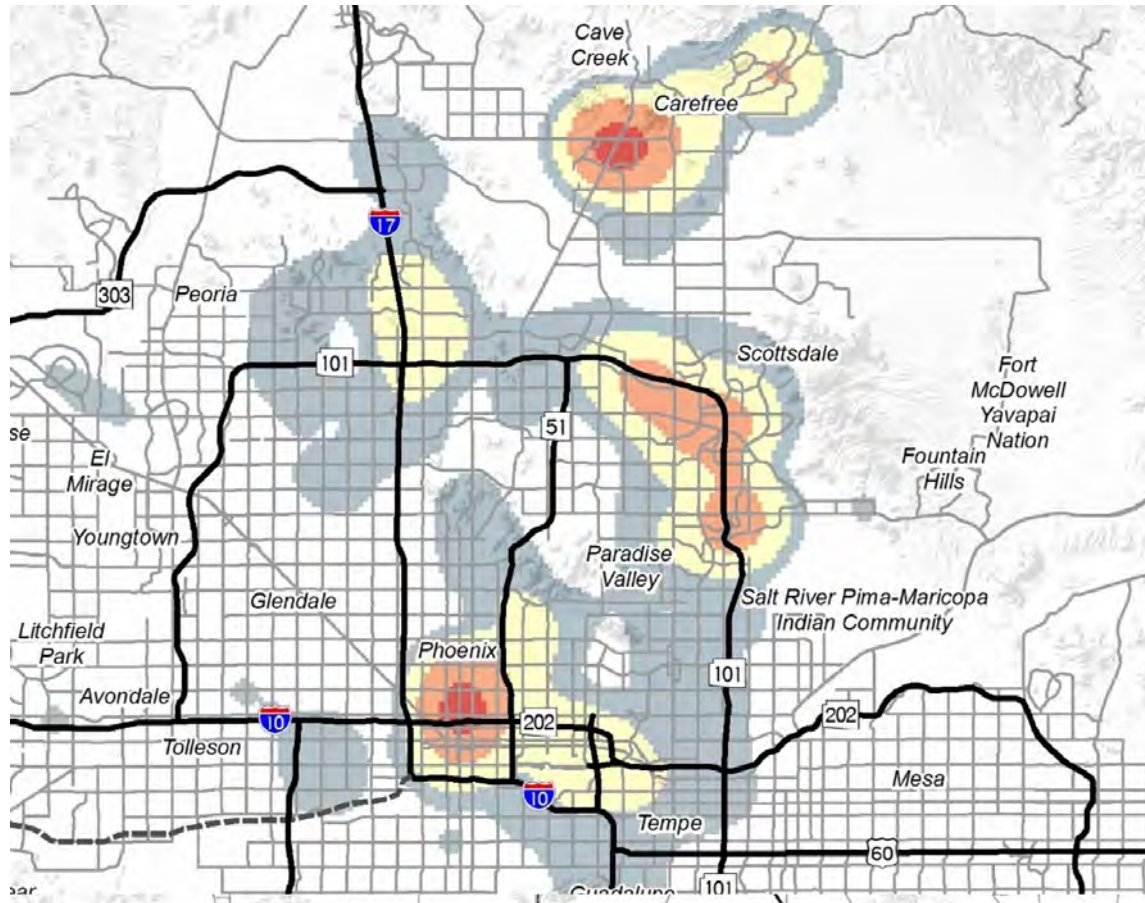 Cave
Creek
Carefree
17
303
Peoria
101
Scottsdale
Fort
McDowell
Yavapai
Nation
51
se
El
Mirage
Fountain
Hills
Youngtown
Paradise
Valley
Glendale
Salt River Pima-Maricopa
Indian Community
Litchfield
Park
Phoenix
101
Avondale
10
202
202
Tolleson
Mesa
10
Tempe
60
ear
Guadalupe
101